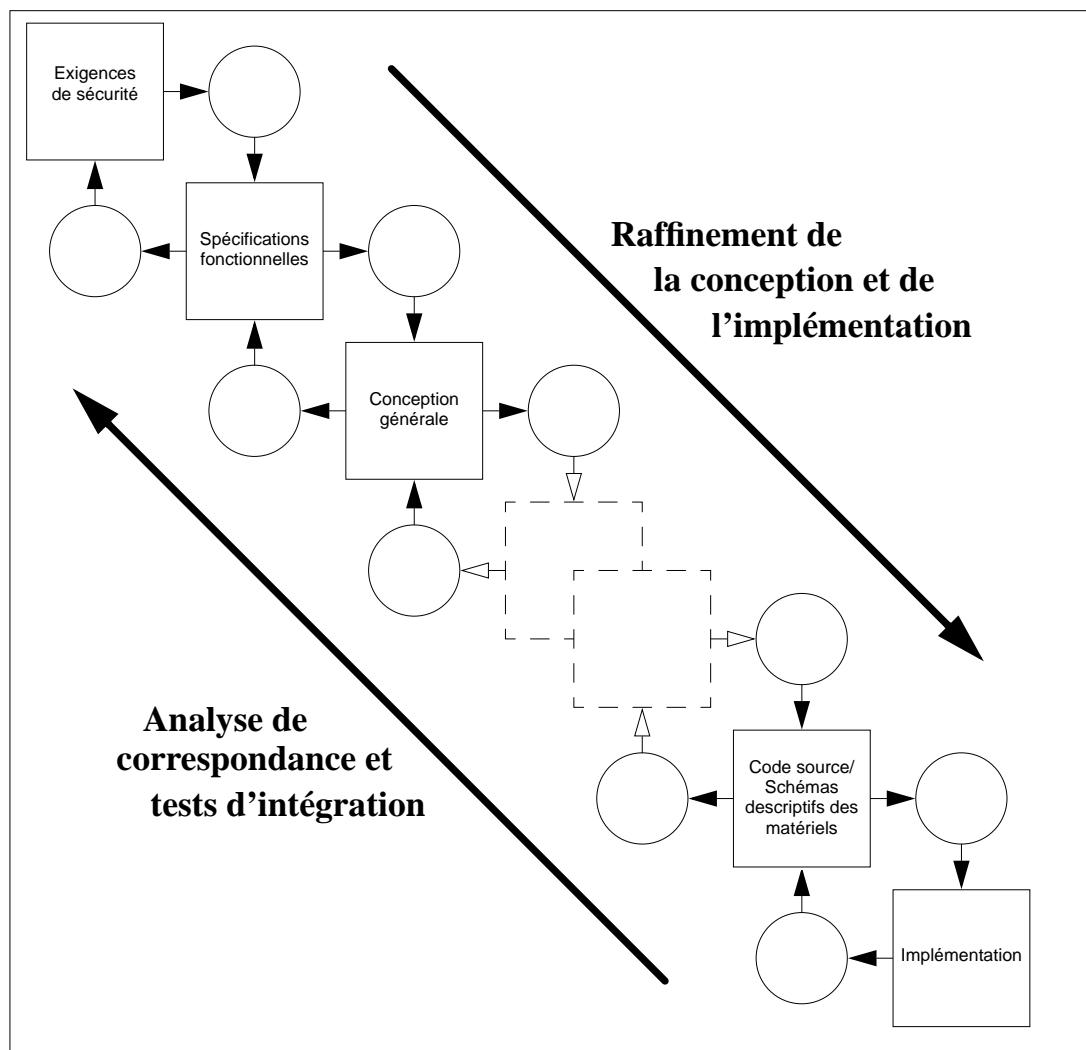 Exigences
de sécurité
Spécifications
fonctionnelles
Raffinement de
la conception et de
l'implémentation
Conception
générale
Analyse de
correspondance et
tests d'intégration
Code source/
Schémas
descriptifs des
matériels
Implémentation